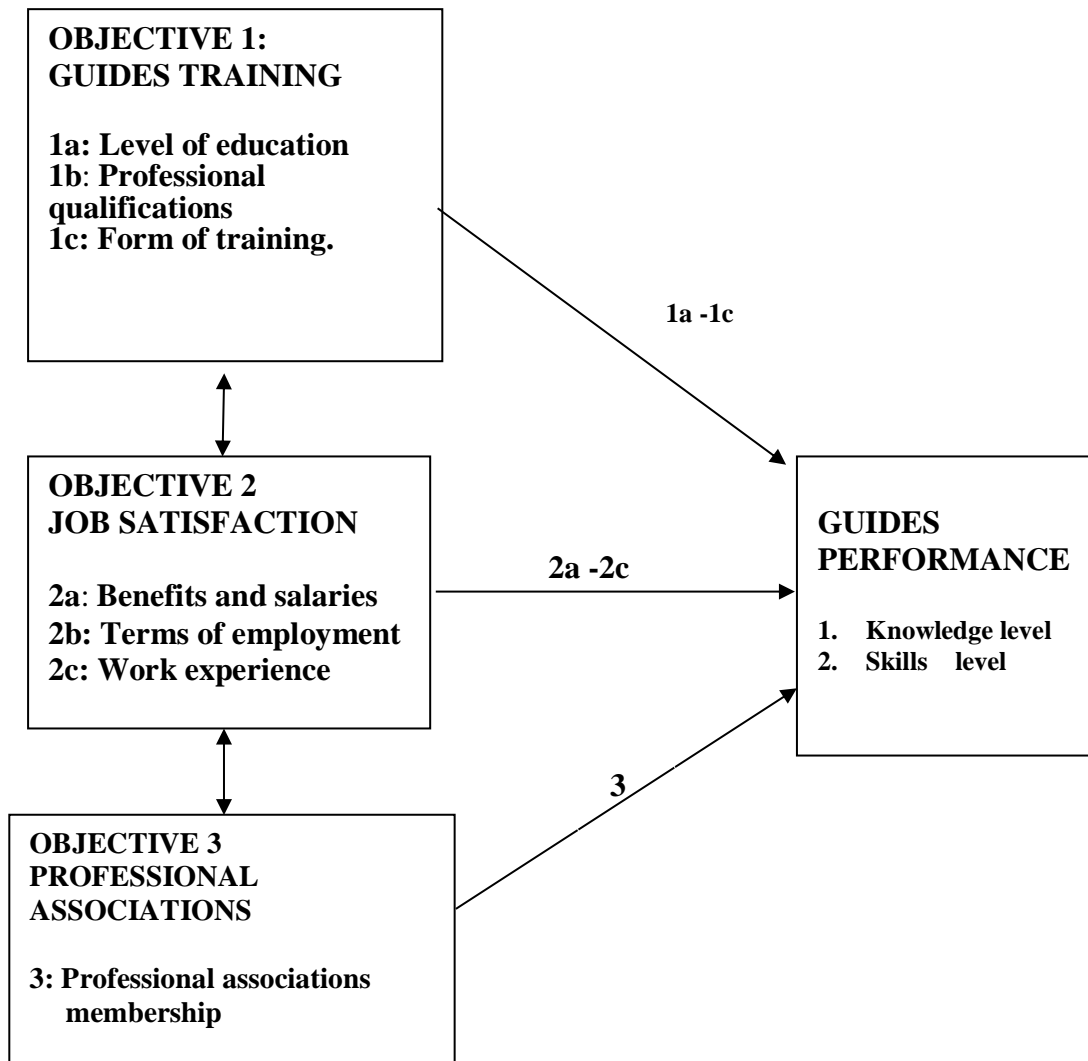 OBJECTIVE 1:
GUIDES TRAINING
1a: Level of education
1b: Professional
qualifications
1c: Form of training.
1a -1c
OBJECTIVE 2
JOB SATISFACTION
2a: Benefits and salaries
2b: Terms of employment
2c: Work experience
2a -2c
GUIDES
PERFORMANCE
1. Knowledge level
2. Skills level
3
OBJECTIVE 3
PROFESSIONAL
ASSOCIATIONS
3: Professional associations
membership